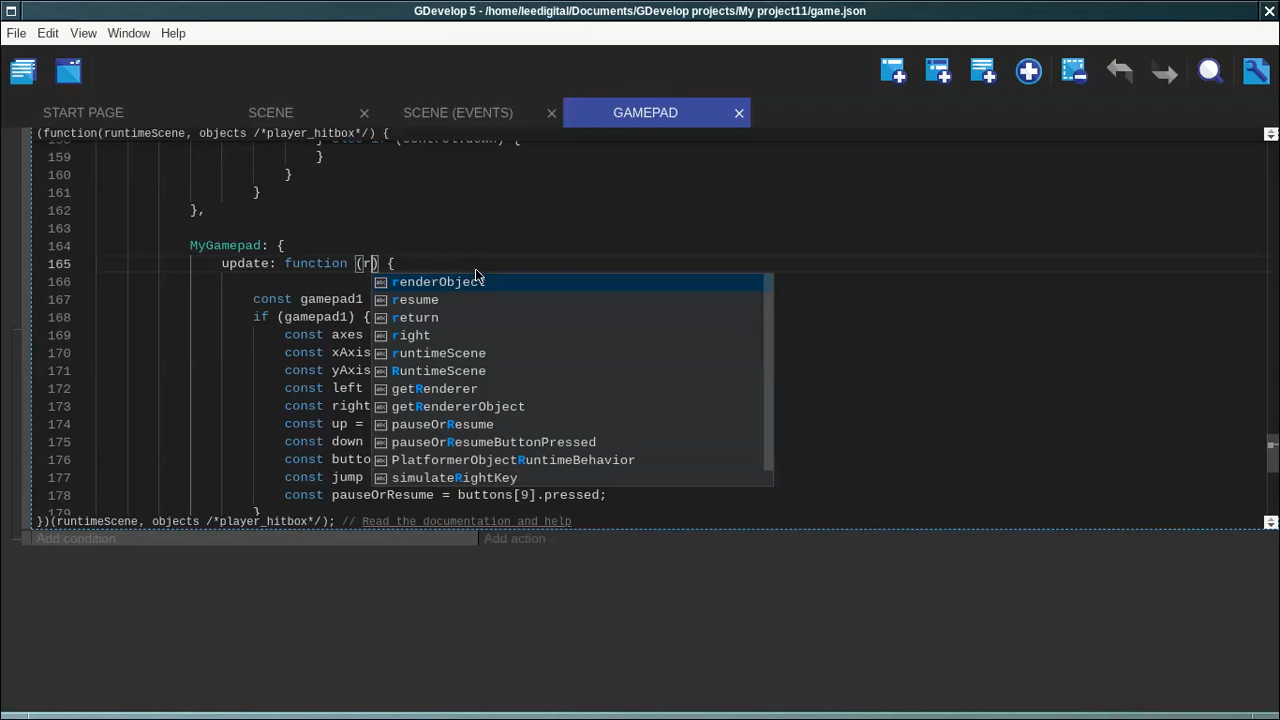 GDevelop 5 - /home/leedigital/Documents/GDevelop projects/My project11/game.json
File Edit View Window Help
START PAGE SCENE SCENE (EVENTS) GAMEPAD
(function(runtimeScene, objects /*player_hitbox*/) {
159 }
160 }
161 }
162 },
163
164 MyGamepad: {
165 update: function (r) {
166 renderObject
167 const gamepad1 resume
168 if (gamepad1) { return
169 const axes right
170 const xAxis runtimeScene
171 const yAxis RuntimeScene
172 const left getRenderer
173 const right getRendererObject
174 const up = pauseOrResume
175 const down pauseOrResumeButtonPressed
176 const butto PlatformerObjectRuntimeBehavior
177 const jump simulateRightKey
178 const pauseOrResume = buttons[9].pressed;
179 }
})(runtimeScene, objects /*player_hitbox*/); // Read the documentation and help
Add condition Add action